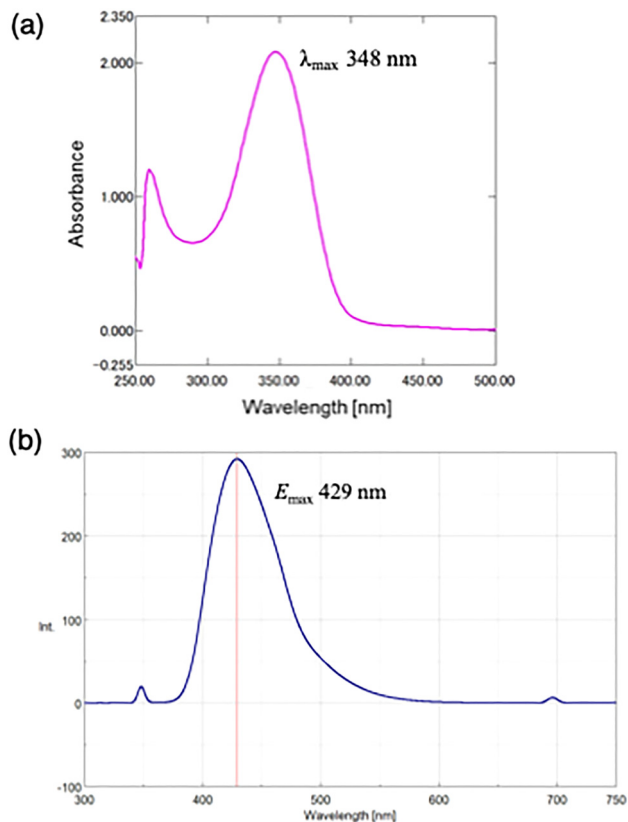 (a)
2.350
2.000
λmax 348 nm
1.000
Absorbance
0.000
−0.255
250.00 300.00 350.00 400.00 450.00 500.00
Wavelength [nm]
(b)
300
Emax 429 nm
200
100
Int.
0
-100
300 400 500 600 700 750
Wavelength [nm]